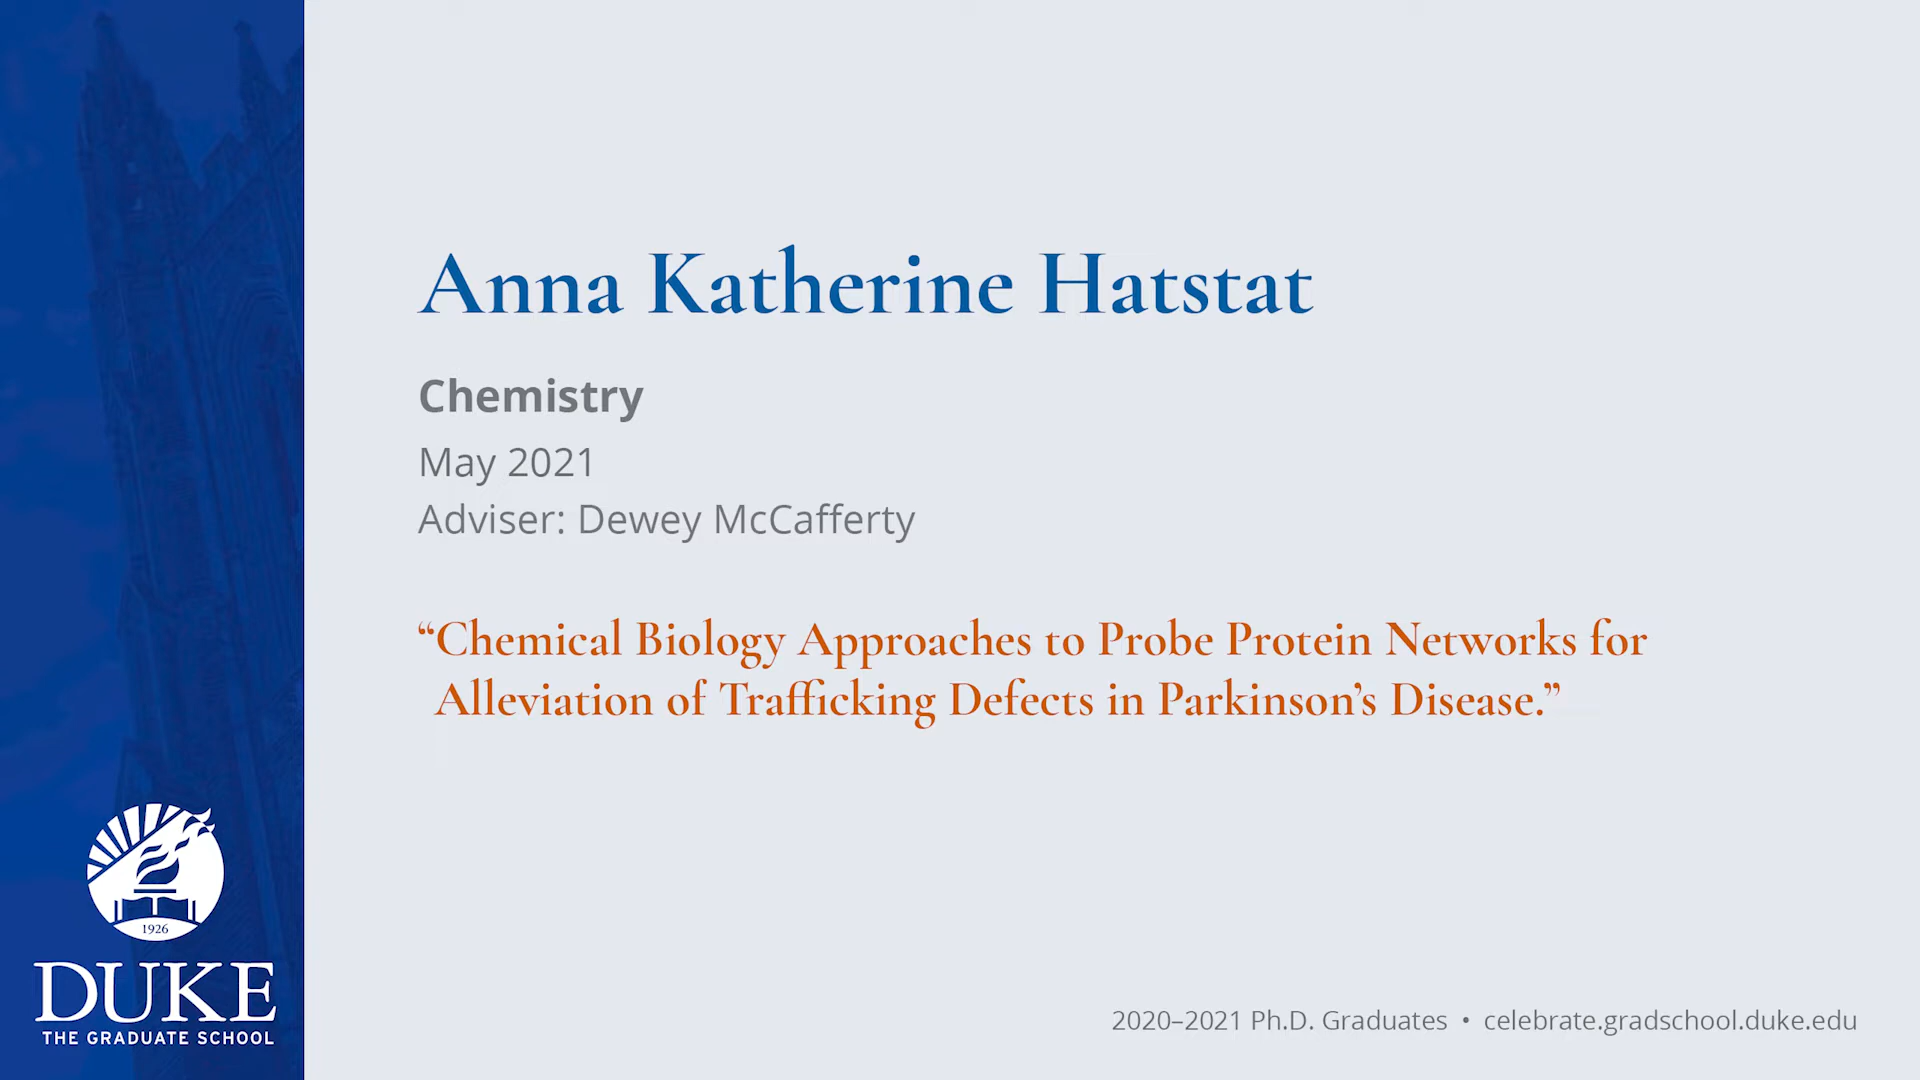 Anna Katherine Hatstat
Chemistry
May 2021
Adviser: Dewey McCafferty
“Chemical Biology Approaches to Probe Protein Networks for
Alleviation of Trafficking Defects in Parkinson’s Disease.”
1926
DUKE
THE GRADUATE SCHOOL
2020–2021 Ph.D. Graduates • celebrate.gradschool.duke.edu